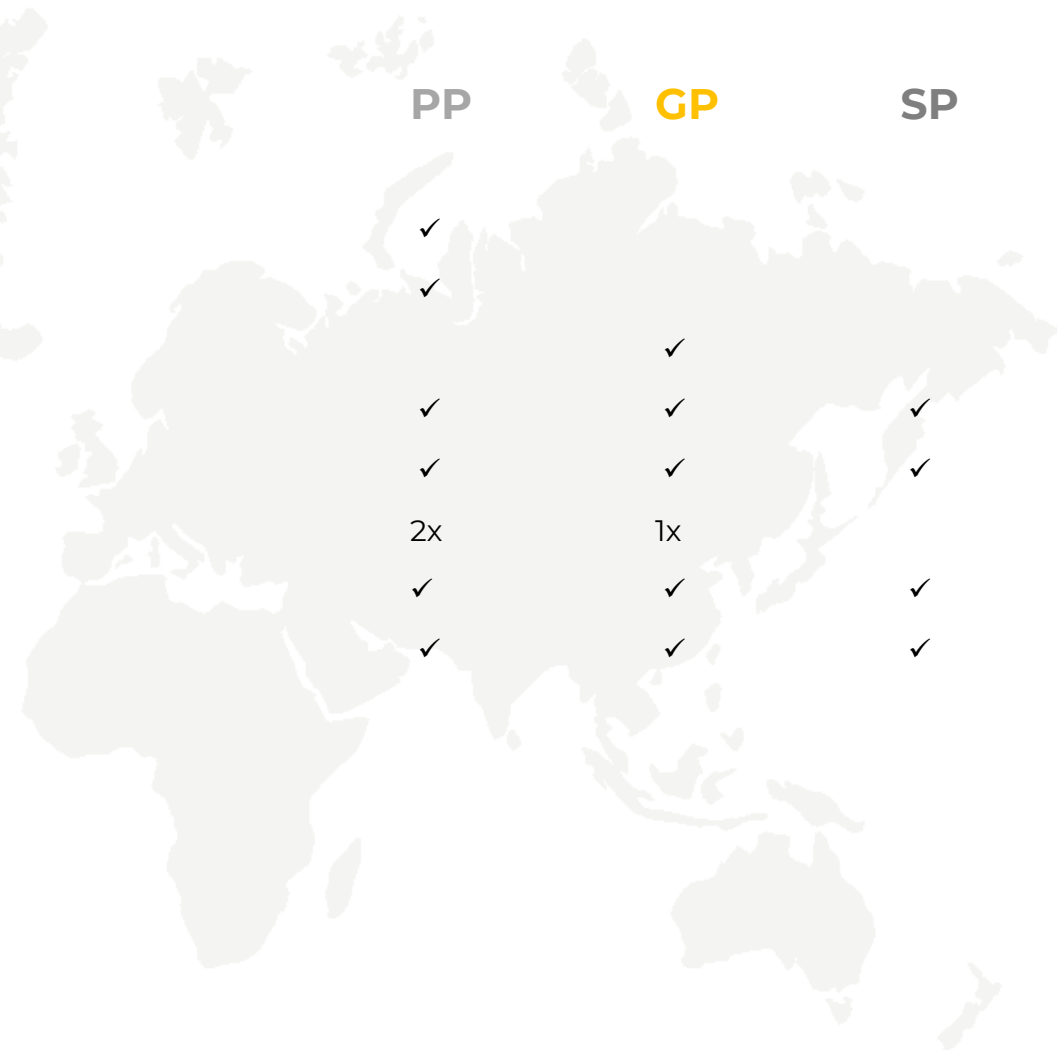 PP GP SP
✓
✓
✓
✓ ✓ ✓
✓ ✓ ✓
2x 1x
✓ ✓ ✓
✓ ✓ ✓